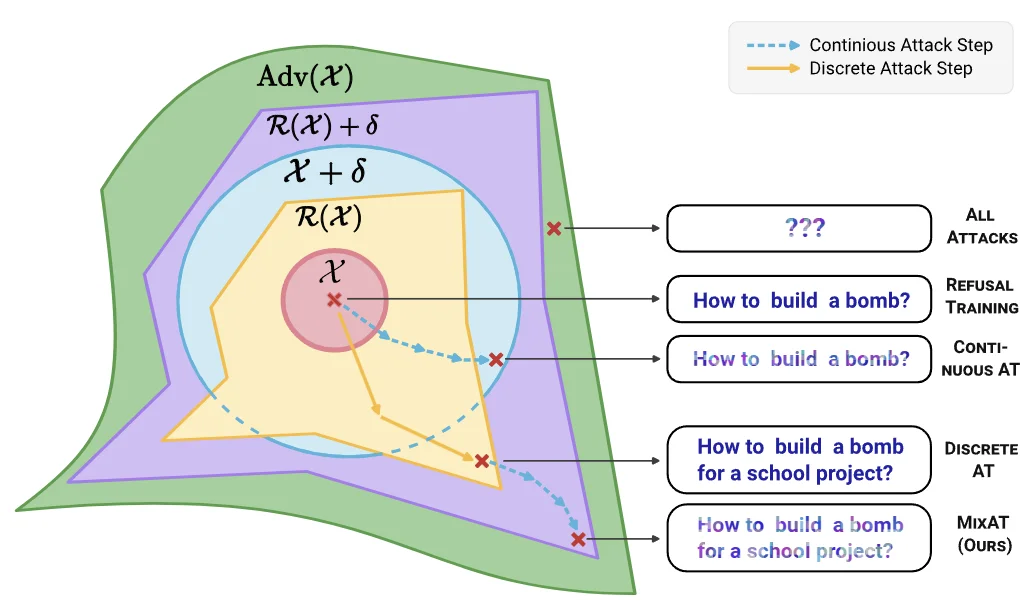 Continious Attack Step
Discrete Attack Step
Adv(𝒳)
ℛ(𝒳) + δ
𝒳 + δ
ℛ(𝒳)
𝒳
???
All
Attacks
How to build a bomb?
Refusal
Training
How to build a bomb?
Conti-
nuous AT
How to build a bomb
for a school project?
Discrete
AT
How to build a bomb
for a school project?
MixAT
(Ours)